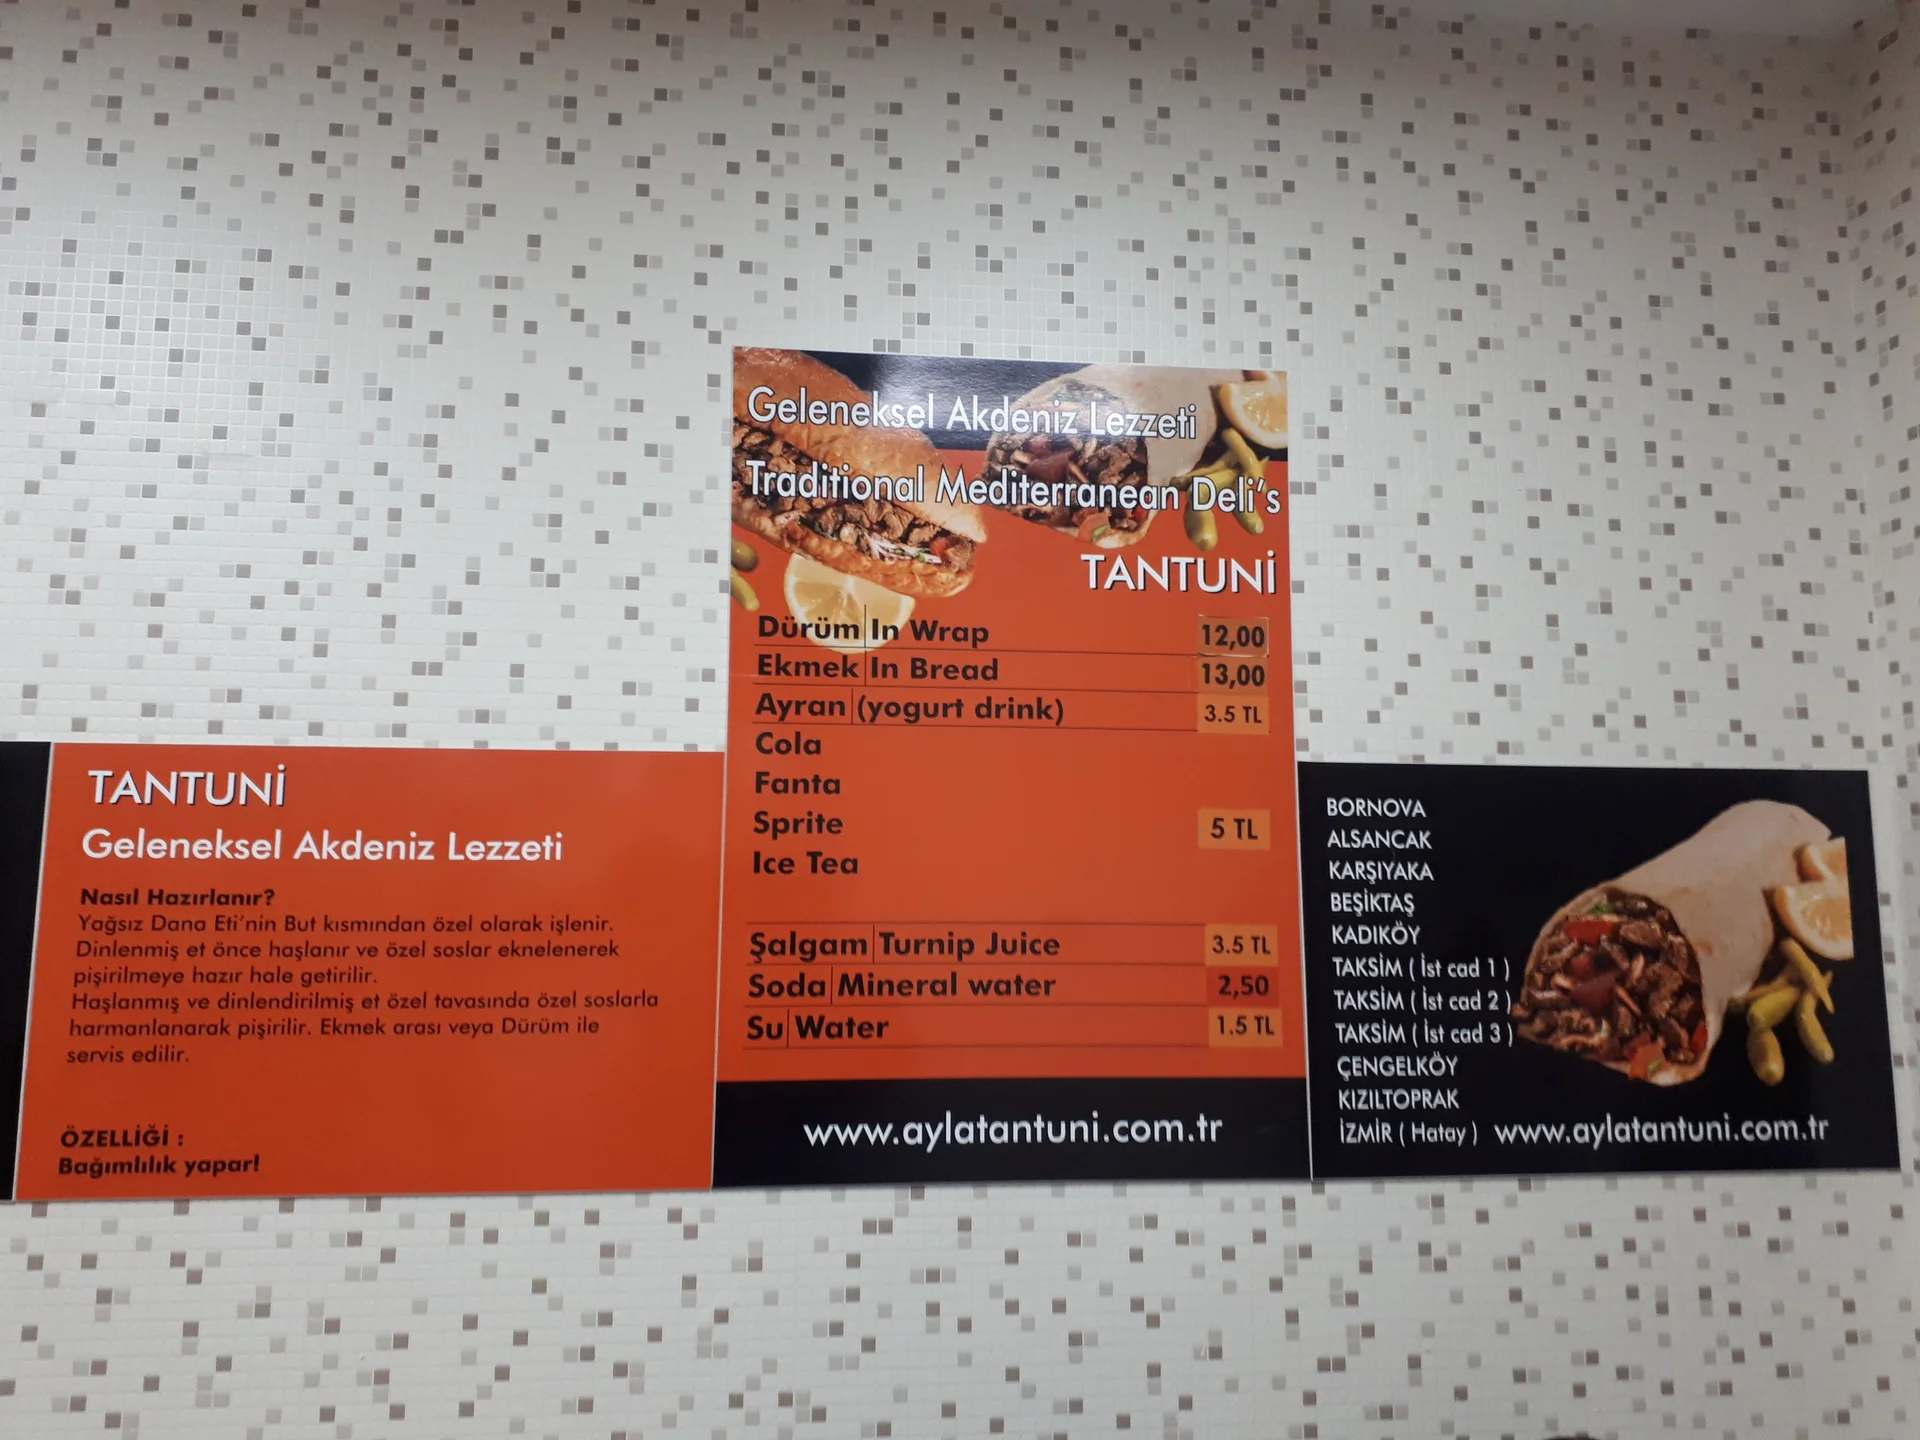 TANTUNİ
Geleneksel Akdeniz Lezzeti
Nasıl Hazırlanır?
Yağsız Dana Eti'nin But kısmından özel olarak işlenir.
Dinlenmiş et önce haşlanır ve özel soslar eknelenerek
pişirilmeye hazır hale getirilir.
Haşlanmış ve dinlendirilmiş et özel tavasında özel soslarla
harmanlanarak pişirilir. Ekmek arası veya Dürüm ile
servis edilir.
ÖZELLİĞİ :
Bağımlılık yapar!
Geleneksel Akdeniz Lezzeti
Traditional Mediterranean Deli's
TANTUNİ
Dürüm In Wrap 12,00
Ekmek In Bread 13,00
Ayran (yogurt drink) 3.5 TL
Cola
Fanta
Sprite 5 TL
Ice Tea
Şalgam Turnip Juice 3.5 TL
Soda Mineral water 2,50
Su Water 1.5 TL
www.aylatantuni.com.tr
BORNOVA
ALSANCAK
KARŞIYAKA
BEŞİKTAŞ
KADIKÖY
TAKSİM ( İst cad 1 )
TAKSİM ( İst cad 2 )
TAKSİM ( İst cad 3 )
ÇENGELKÖY
KIZILTOPRAK
İZMİR ( Hatay ) www.aylatantuni.com.tr